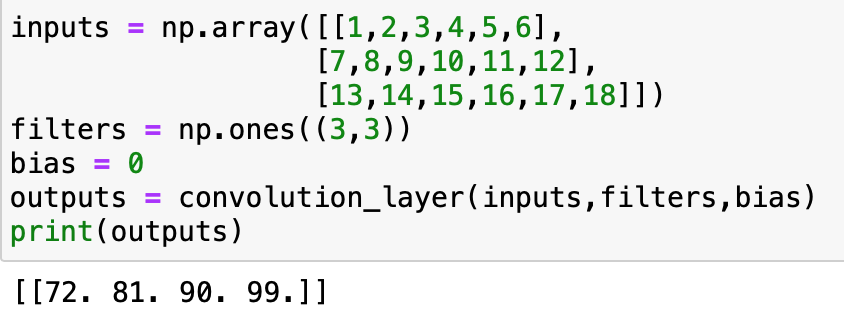 inputs = np.array([[1,2,3,4,5,6],
[7,8,9,10,11,12],
[13,14,15,16,17,18]])
filters = np.ones((3,3))
bias = 0
outputs = convolution_layer(inputs,filters,bias)
print(outputs)
[[72. 81. 90. 99.]]